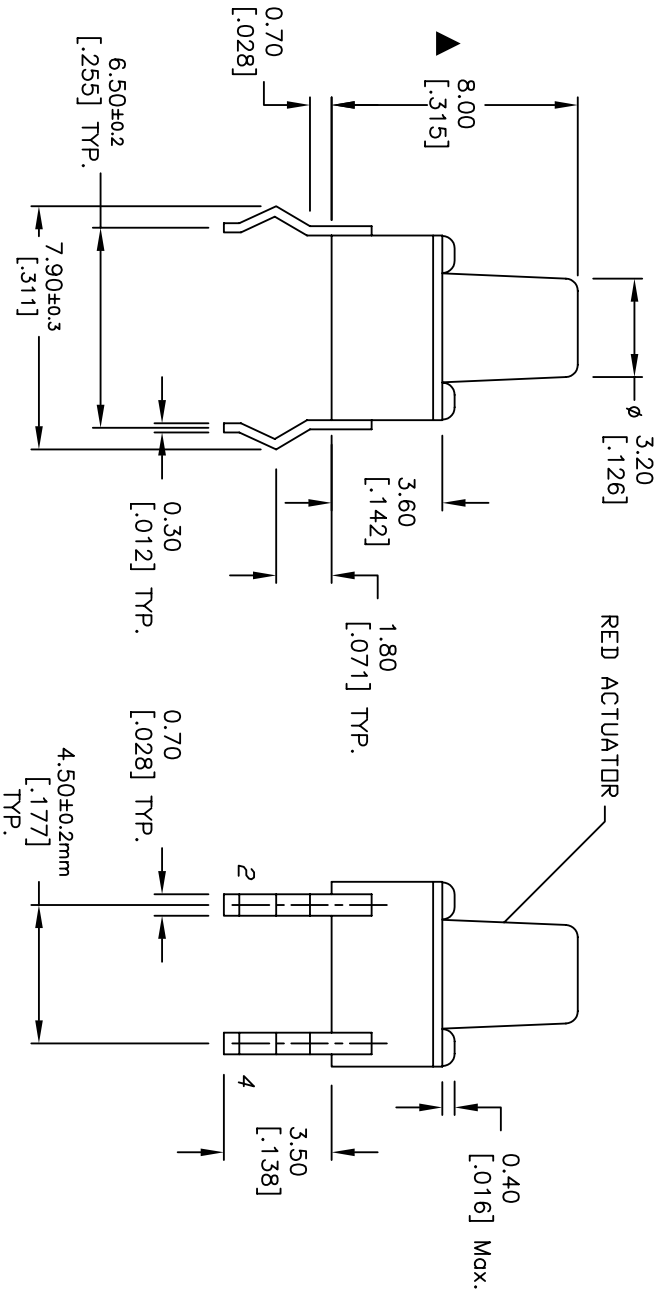 ▲
8.00
[.315]
0.70
[.028]
6.50±0.2
[.255] TYP.
7.90±0.3
[.311]
ø 3.20
[.126]
3.60
[.142]
0.30
[.012] TYP.
1.80
[.071] TYP.
RED ACTUATOR
0.70
[.028] TYP.
4.50±0.2mm
[.177]
TYP.
2
4
3.50
[.138]
0.40
[.016] Max.